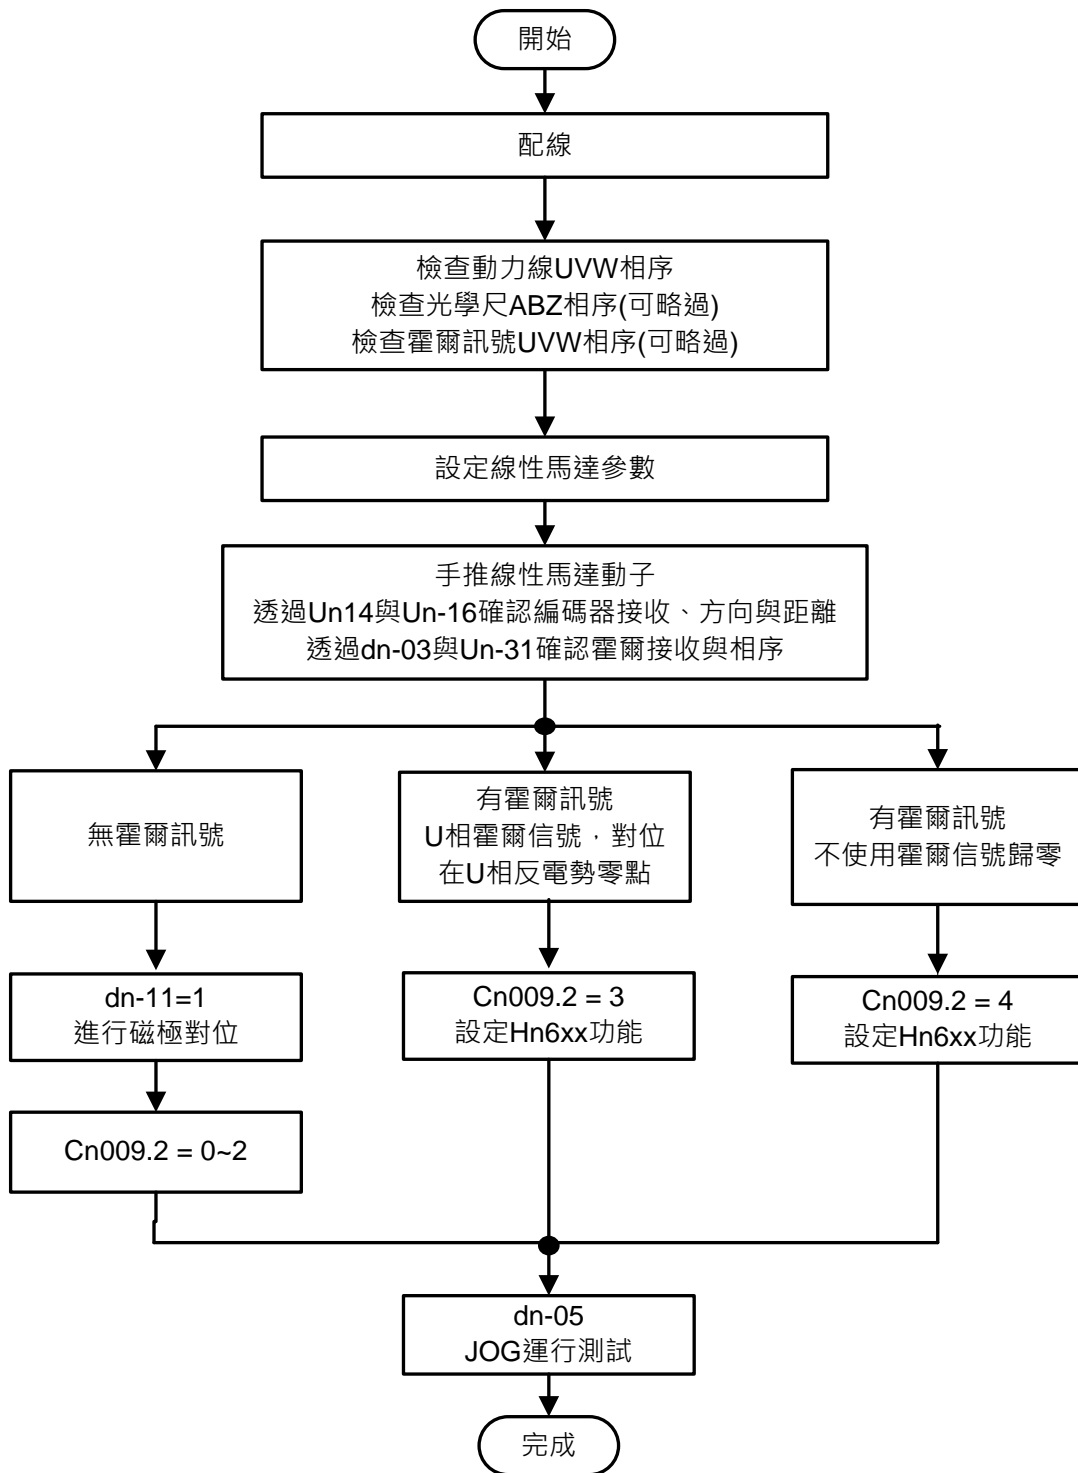 開始
配線
檢查動力線UVW相序
檢查光學尺ABZ相序(可略過)
檢查霍爾訊號UVW相序(可略過)
設定線性馬達參數
手推線性馬達動子
透過Un14與Un-16確認編碼器接收、方向與距離
透過dn-03與Un-31確認霍爾接收與相序
無霍爾訊號
有霍爾訊號
U相霍爾信號，對位
在U相反電勢零點
有霍爾訊號
不使用霍爾信號歸零
dn-11=1
進行磁極對位
Cn009.2 = 3
設定Hn6xx功能
Cn009.2 = 4
設定Hn6xx功能
Cn009.2 = 0~2
dn-05
JOG運行測試
完成